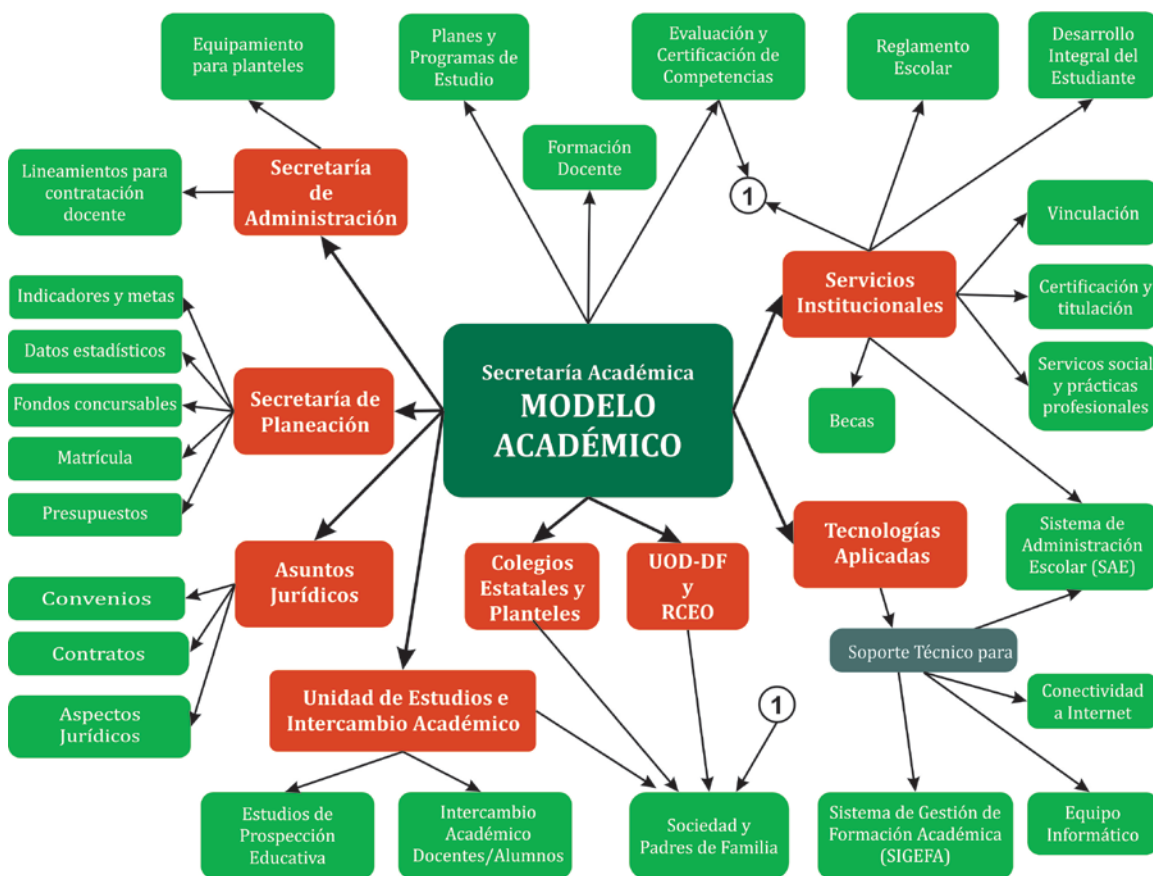 Equipamiento
para planteles
Planes y
Programas de
Estudio
Evaluación y
Certificación de
Competencias
Reglamento
Escolar
Desarrollo
Integral del
Estudiante
Lineamientos para
contratación
docente
Secretaría
de
Administración
Formación
Docente
1
Vinculación
Servicios
Institucionales
Certificación y
titulación
Servicos social
y prácticas
profesionales
Becas
Indicadores y metas
Datos estadísticos
Fondos concursables
Matrícula
Presupuestos
Secretaría de
Planeación
Secretaría Académica
MODELO
ACADÉMICO
Tecnologías
Aplicadas
Sistema de
Administración
Escolar (SAE)
Asuntos
Jurídicos
Colegios
Estatales y
Planteles
UOD-DF
y
RCEO
Convenios
Contratos
Aspectos
Jurídicos
Soporte Técnico para
Unidad de Estudios e
Intercambio Académico
1
Conectividad
a Internet
Estudios de
Prospección
Educativa
Intercambio
Académico
Docentes/Alumnos
Sociedad y
Padres de Familia
Sistema de Gestión de
Formación Académica
(SIGEFA)
Equipo
Informático